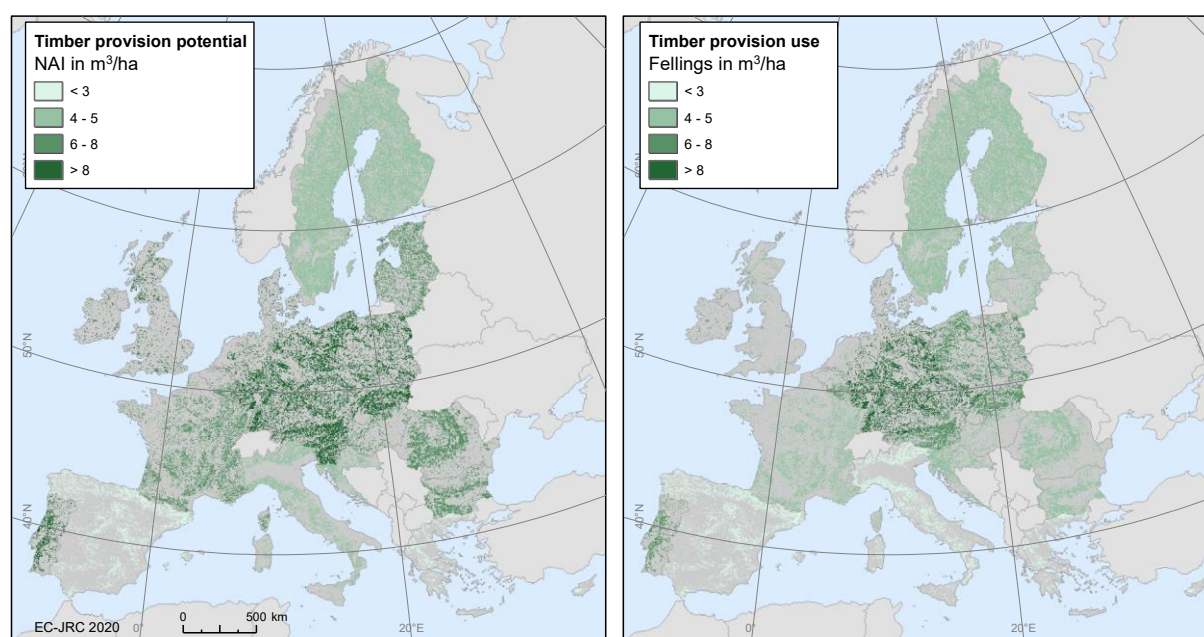 Timber provision potential
NAI in m³/ha
< 3
4 - 5
6 - 8
> 8
50°N
40°N
EC-JRC 2020
0°
0 500 km
20°E
Timber provision use
Fellings in m³/ha
< 3
4 - 5
6 - 8
> 8
50°N
40°N
0°
20°E